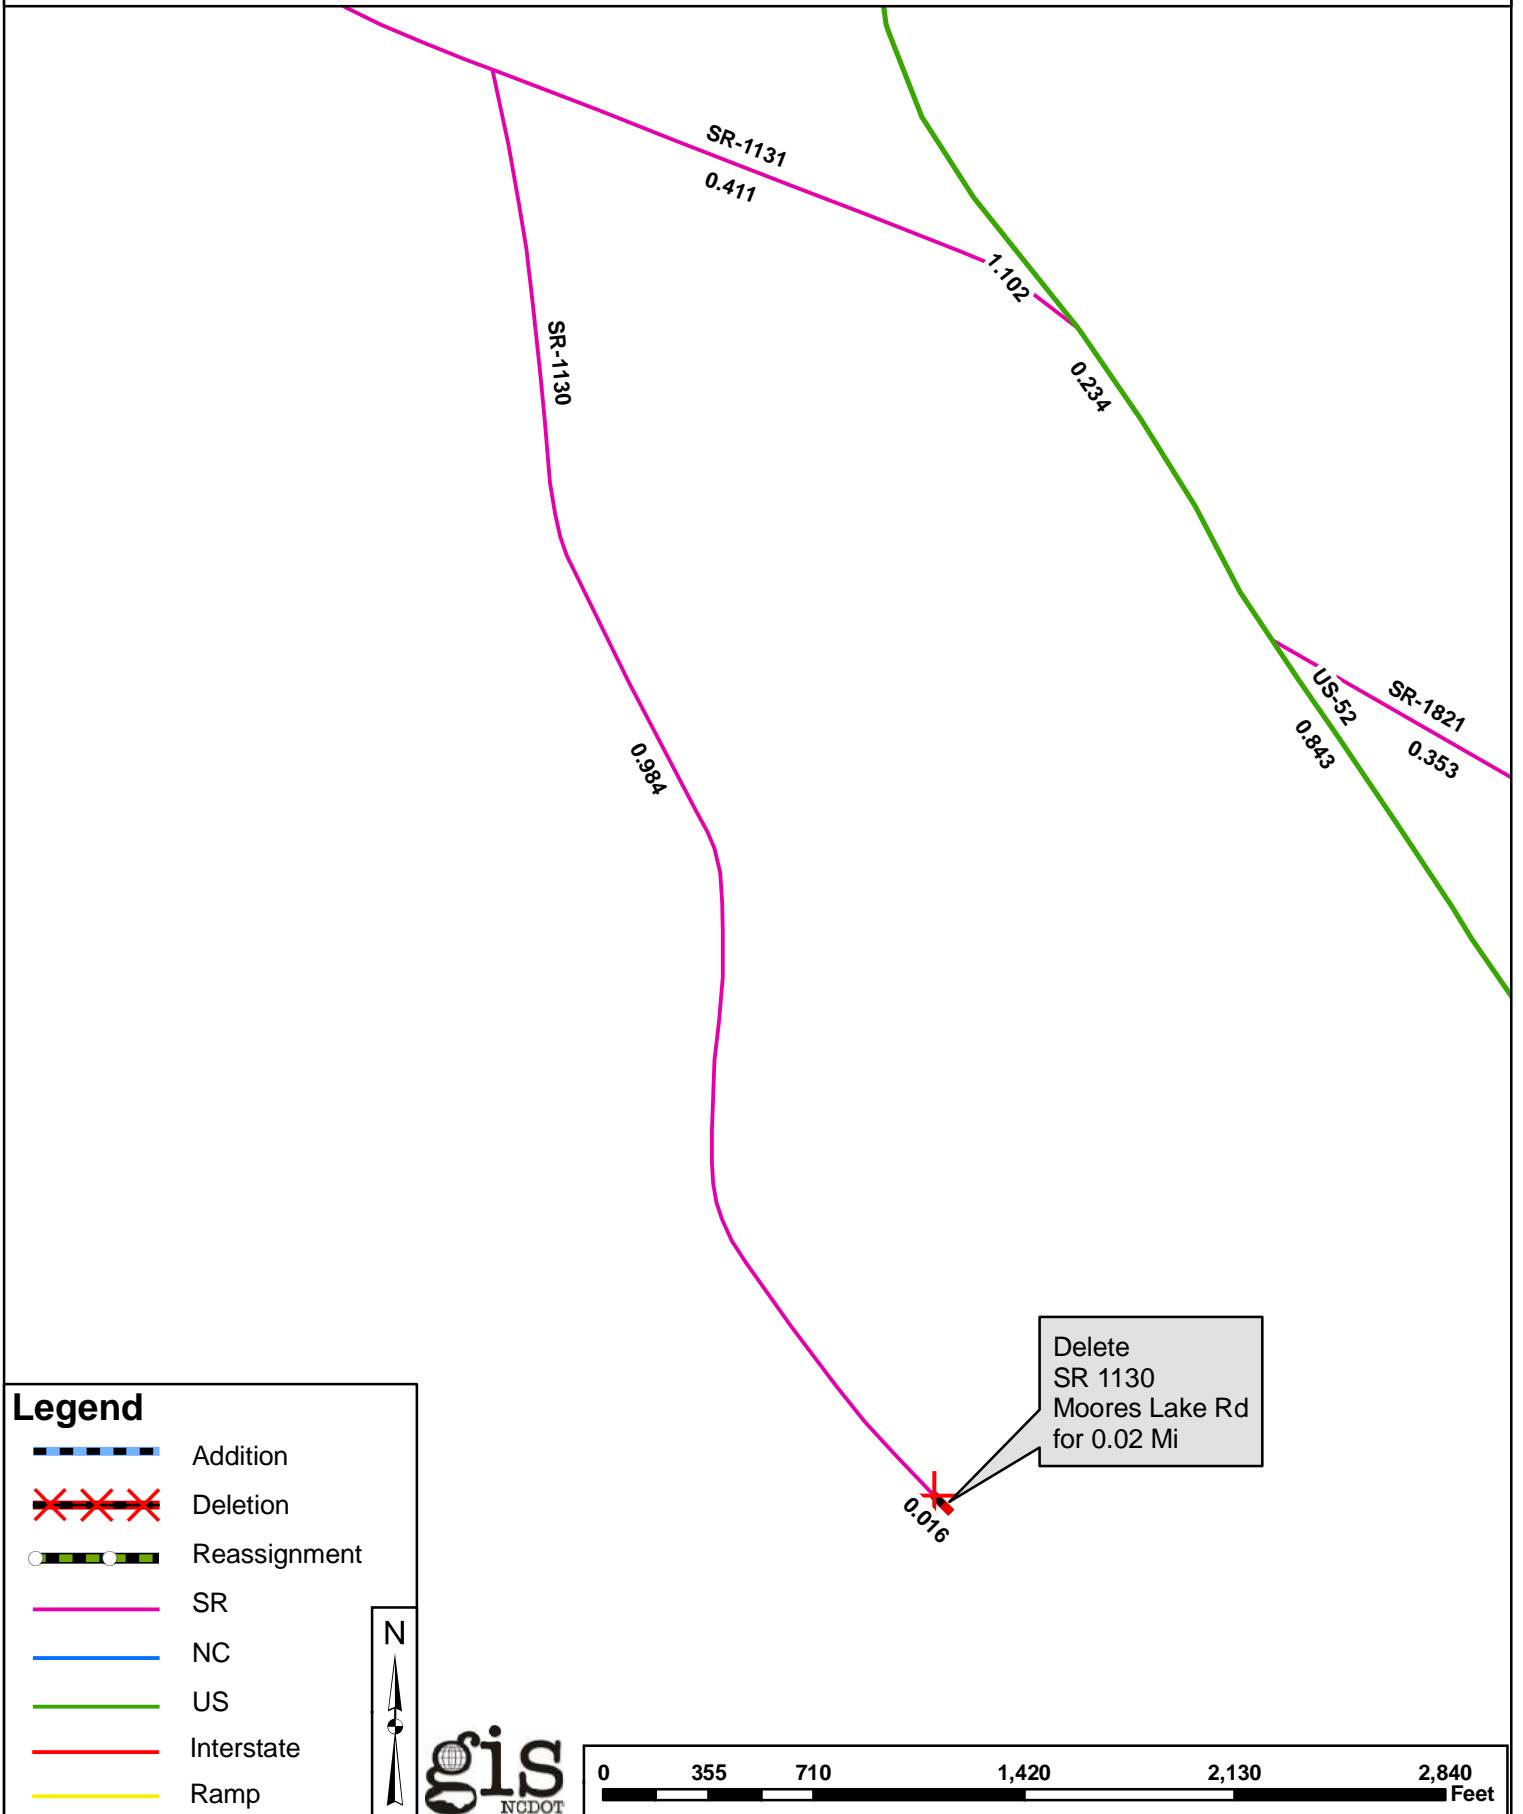 SR-1131
0.411
1.102
SR-1130
0.234
US-52
SR-1821
0.843
0.353
0.984
Delete
SR 1130
Moores Lake Rd
for 0.02 Mi
0.016
Legend
Addition
Deletion
Reassignment
SR
NC
US
Interstate
Ramp
N
gis
NCDOT
0 355 710 1,420 2,130 2,840
Feet